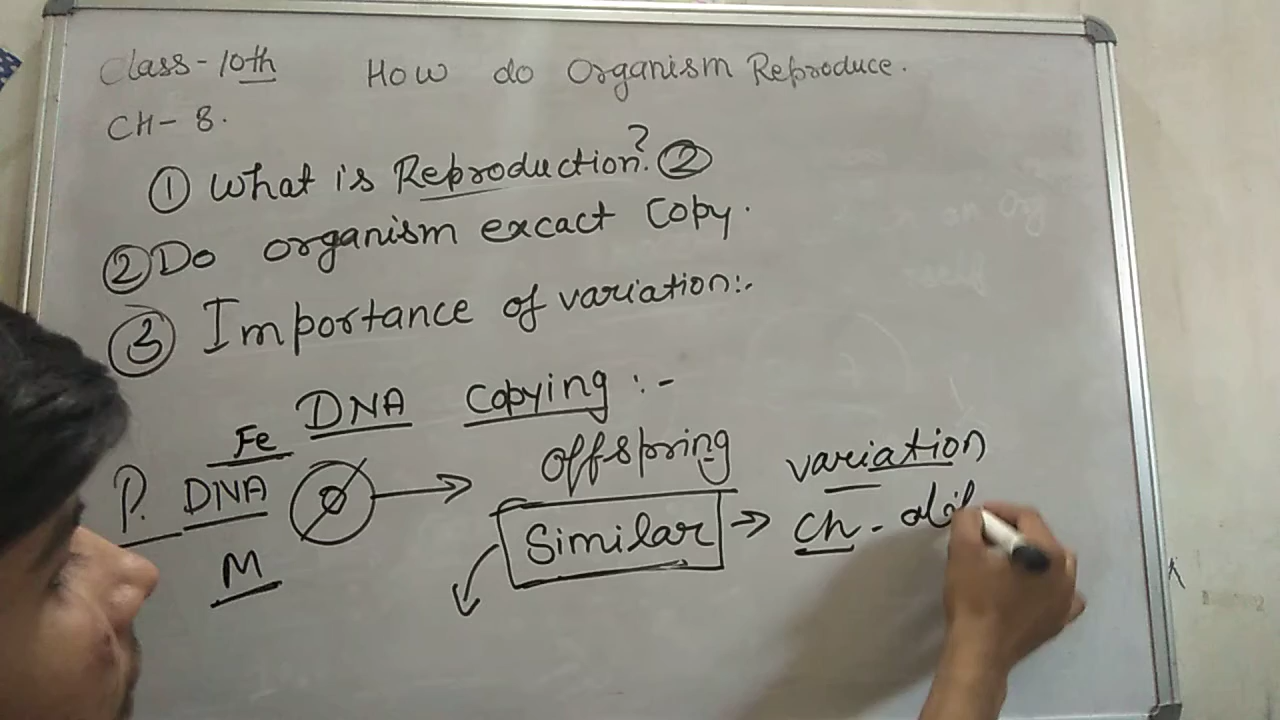 Class-10th How do Organism Reproduce.
CH-8.
① What is Reproduction? ②
② Do organism excact Copy.
③ Importance of variation:-
DNA Copying :-
Fe
P. DNA → offspring variation
Similar → Ch-
M